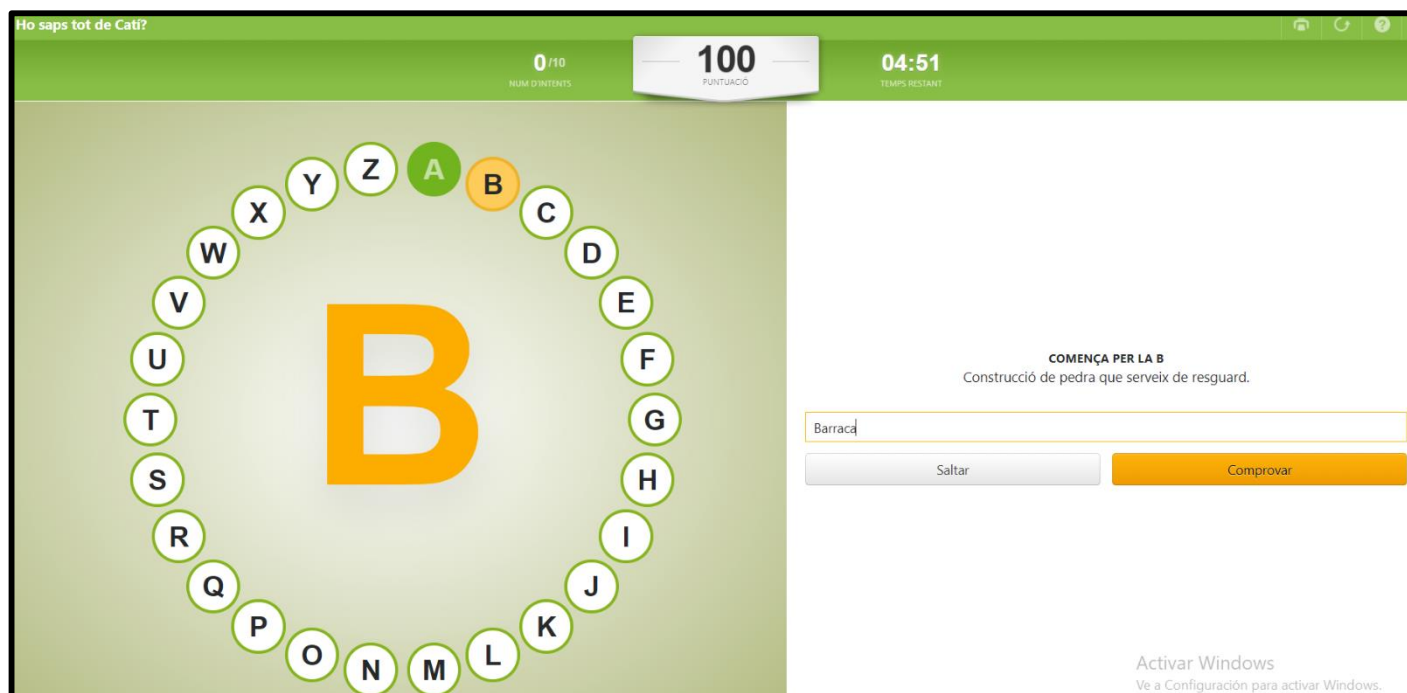 Ho saps tot de Catí?
?
0/10
NUM D'INTENTS
100
PUNTUACIÓ
04:51
TEMPS RESTANT
A
B
C
D
E
F
G
H
I
J
K
L
M
N
O
P
Q
R
S
T
U
V
W
X
Y
Z
B
COMENÇA PER LA B
Construcció de pedra que serveix de resguard.
Barraca
Saltar
Comprovar
Activar Windows
Ve a Configuración para activar Windows.